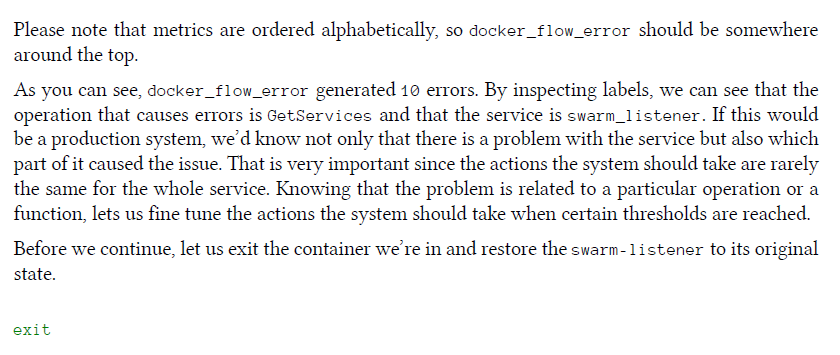 Please note that metrics are ordered alphabetically, so docker_flow_error should be somewhere
around the top.
As you can see, docker_flow_error generated 10 errors. By inspecting labels, we can see that the
operation that causes errors is GetServices and that the service is swarm_listener. If this would
be a production system, we’d know not only that there is a problem with the service but also which
part of it caused the issue. That is very important since the actions the system should take are rarely
the same for the whole service. Knowing that the problem is related to a particular operation or a
function, lets us fine tune the actions the system should take when certain thresholds are reached.
Before we continue, let us exit the container we’re in and restore the swarm-listener to its original
state.
exit